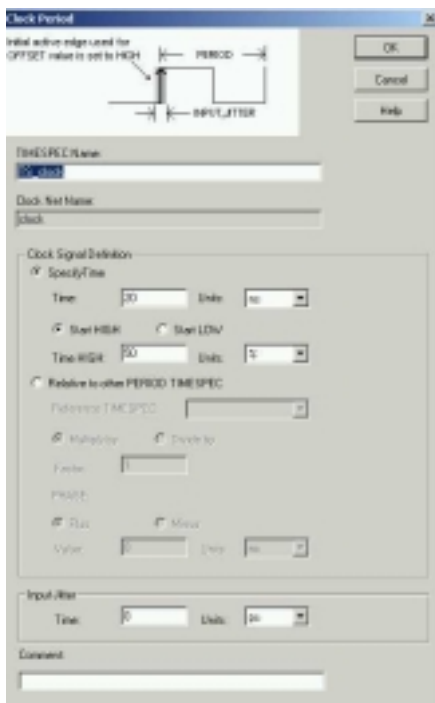 Clock Period
Initial active edge used for
OFFSET value is set to HIGH
PERIOD
INPUT_JITTER
OK
Cancel
Help
TIMESPEC Name:
TS_clock
Clock Net Name:
clock
Clock Signal Definition
Specify Time
Time: 20 Units: ns
Start HIGH Start LOW
Time HIGH: 50 Units: %
Relative to other PERIOD TIMESPEC
Reference TIMESPEC:
Multiply by Divide by
Factor: 1
PHASE:
Plus Minus
Value: 0 Units: ns
Input Jitter
Time: 0 Units: ps
Comment: